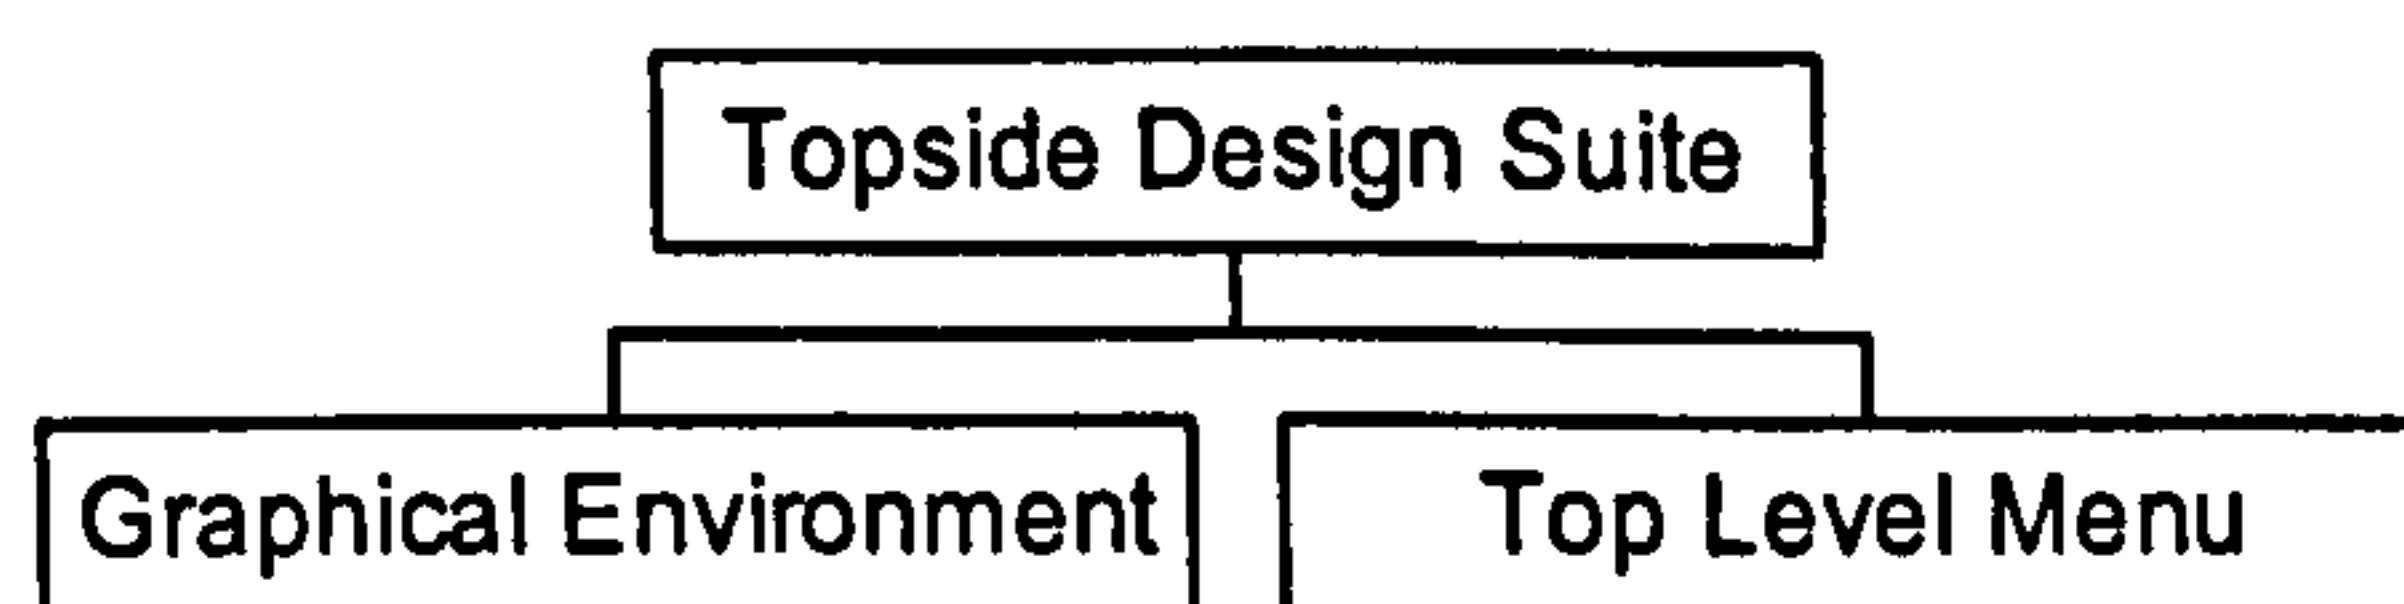 Topside Design Suite
Graphical Environment
Top Level Menu